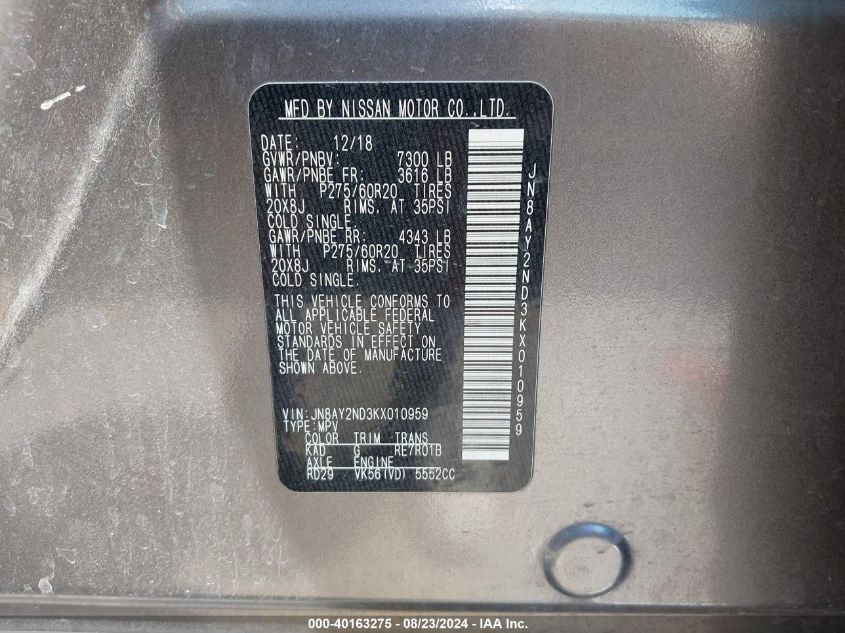 MFD BY NISSAN MOTOR CO.,LTD.
DATE: 12/18
GVWR/PNBV: 7300 LB
GAWR/PNBE FR: 3616 LB
WITH P275/60R20 TIRES
20X8J RIMS, AT 35PSI
COLD SINGLE.
GAWR/PNBE RR: 4343 LB
WITH P275/60R20 TIRES
20X8J RIMS, AT 35PSI
COLD SINGLE.
THIS VEHICLE CONFORMS TO
ALL APPLICABLE FEDERAL
MOTOR VEHICLE SAFETY
STANDARDS IN EFFECT ON
THE DATE OF MANUFACTURE
SHOWN ABOVE.
VIN:JN8AY2ND3KX010959
TYPE:MPV
COLOR TRIM TRANS
KAD G RE7R01B
AXLE ENGINE
RD29 VK56(VD) 5552CC
JN8AY2ND3KX010959
000-40163275 - 08/23/2024 - IAA Inc.